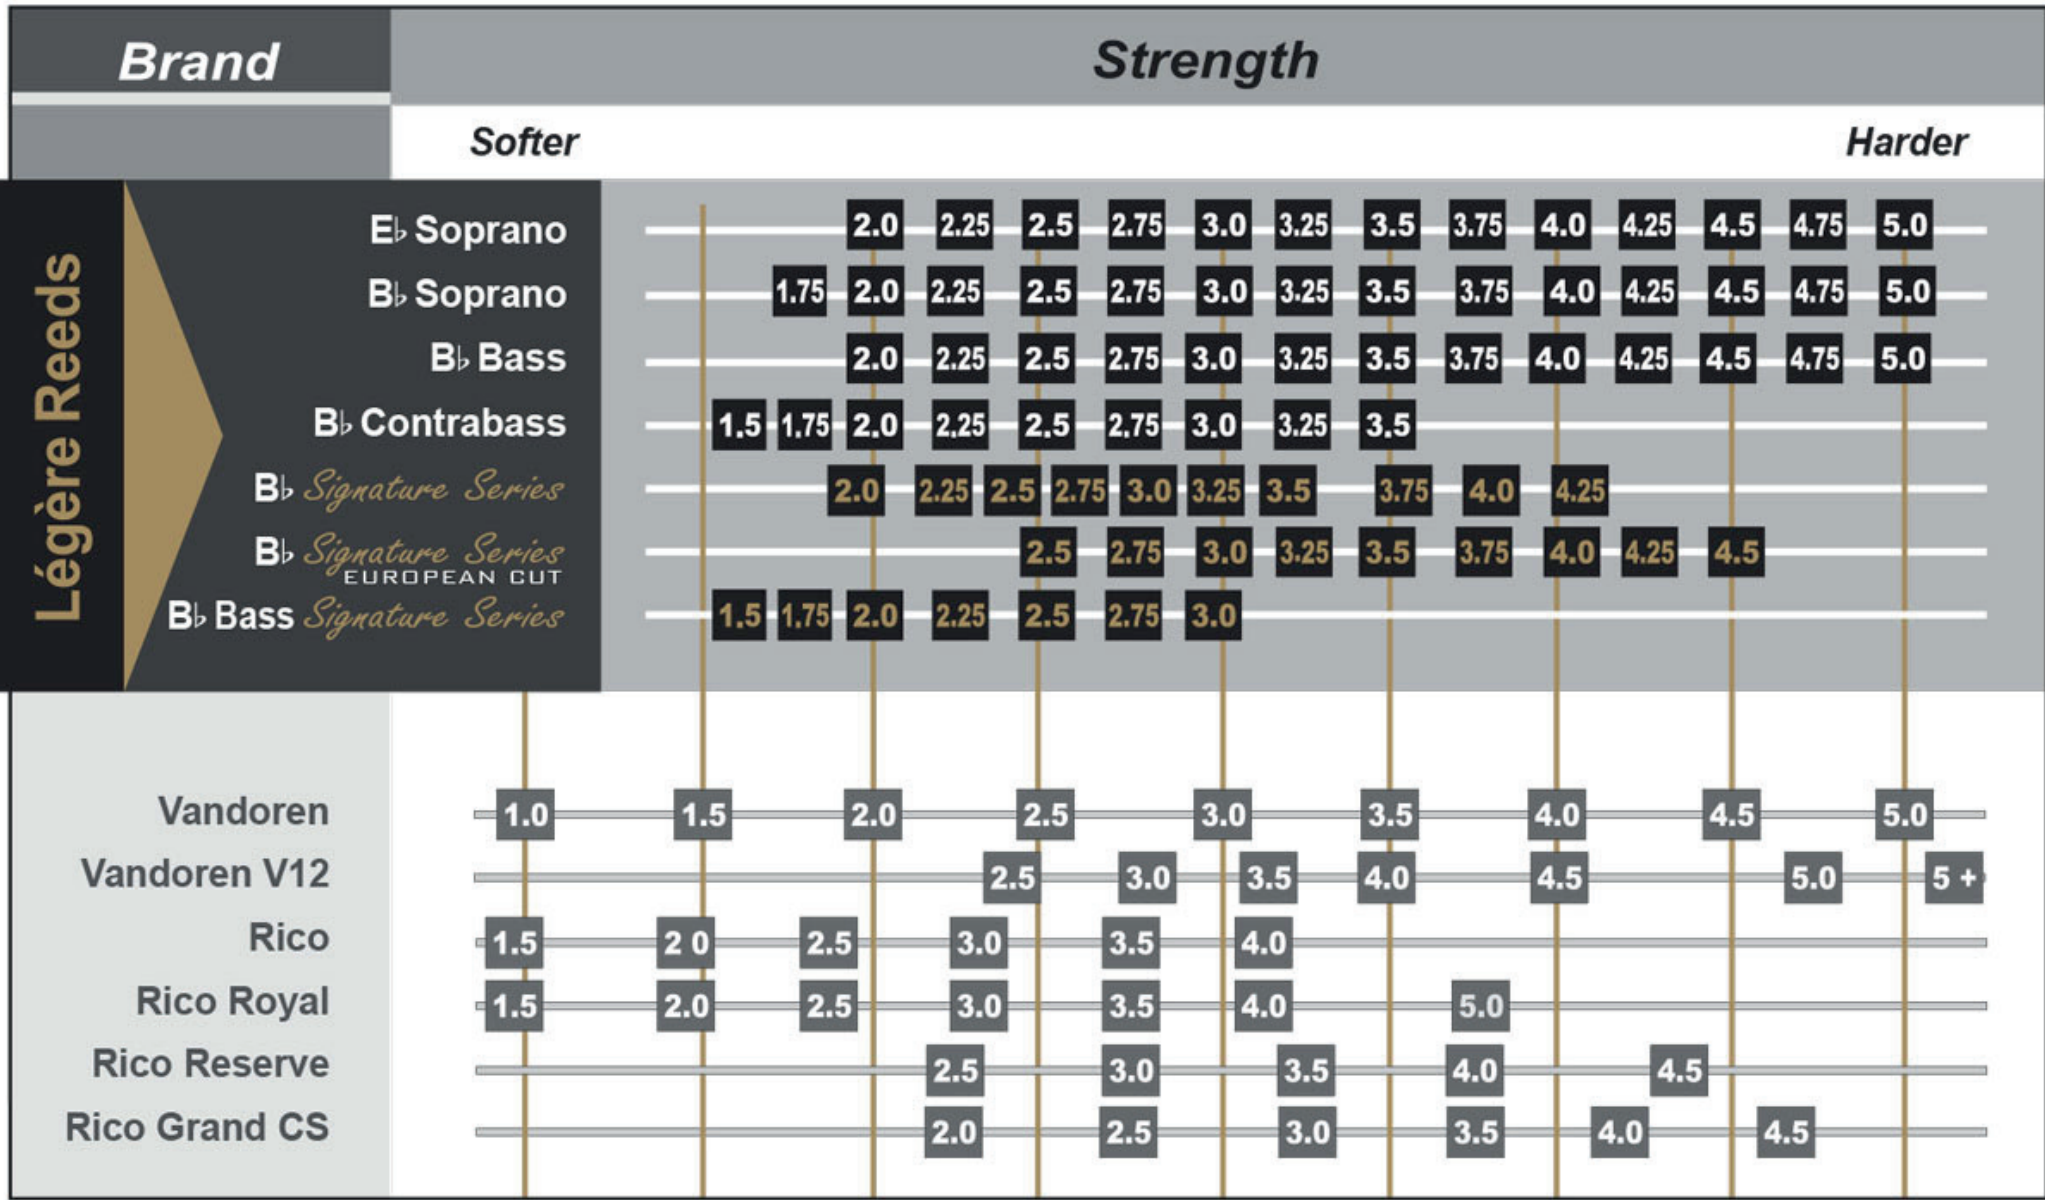 Brand Strength
Softer Harder
Légère Reeds
E♭ Soprano 2.0 2.25 2.5 2.75 3.0 3.25 3.5 3.75 4.0 4.25 4.5 4.75 5.0
B♭ Soprano 1.75 2.0 2.25 2.5 2.75 3.0 3.25 3.5 3.75 4.0 4.25 4.5 4.75 5.0
B♭ Bass 2.0 2.25 2.5 2.75 3.0 3.25 3.5 3.75 4.0 4.25 4.5 4.75 5.0
B♭ Contrabass 1.5 1.75 2.0 2.25 2.5 2.75 3.0 3.25 3.5
B♭ Signature Series 2.0 2.25 2.5 2.75 3.0 3.25 3.5 3.75 4.0 4.25
B♭ Signature Series 2.5 2.75 3.0 3.25 3.5 3.75 4.0 4.25 4.5
EUROPEAN CUT
B♭ Bass Signature Series 1.5 1.75 2.0 2.25 2.5 2.75 3.0
Vandoren 1.0 1.5 2.0 2.5 3.0 3.5 4.0 4.5 5.0
Vandoren V12 2.5 3.0 3.5 4.0 4.5 5.0 5 +
Rico 1.5 2 0 2.5 3.0 3.5 4.0
Rico Royal 1.5 2.0 2.5 3.0 3.5 4.0 5.0
Rico Reserve 2.5 3.0 3.5 4.0 4.5
Rico Grand CS 2.0 2.5 3.0 3.5 4.0 4.5